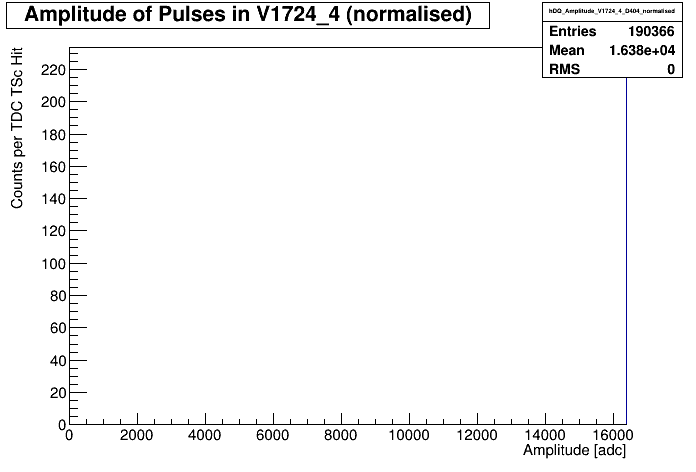 Amplitude of Pulses in V1724_4 (normalised)
hDQ_Amplitude_V1724_4_D404_normalised
Entries 190366
Mean 1.638e+04
RMS 0
Counts per TDC TSc Hit
220
200
180
160
140
120
100
80
60
40
20
0
0 2000 4000 6000 8000 10000 12000 14000 16000
Amplitude [adc]